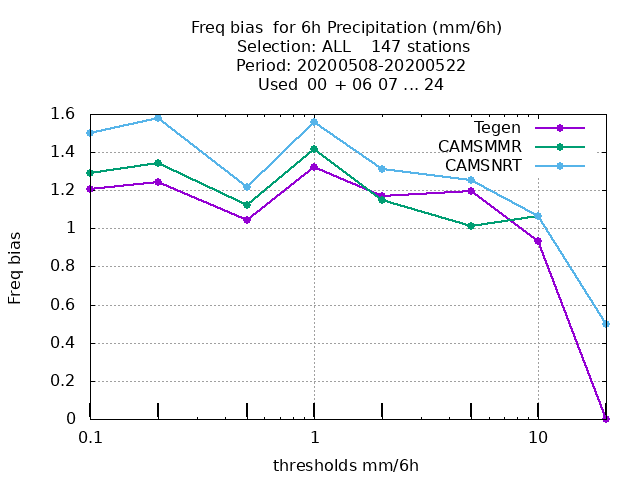 Freq bias  for 6h Precipitation (mm/6h)
Selection: ALL    147 stations
Period: 20200508-20200522
Used  00  + 06 07 ... 24
Tegen
CAMSMMR
CAMSNRT
1.6
1.4
1.2
1
0.8
0.6
0.4
0.2
0
Freq bias
0.1 1 10
thresholds mm/6h